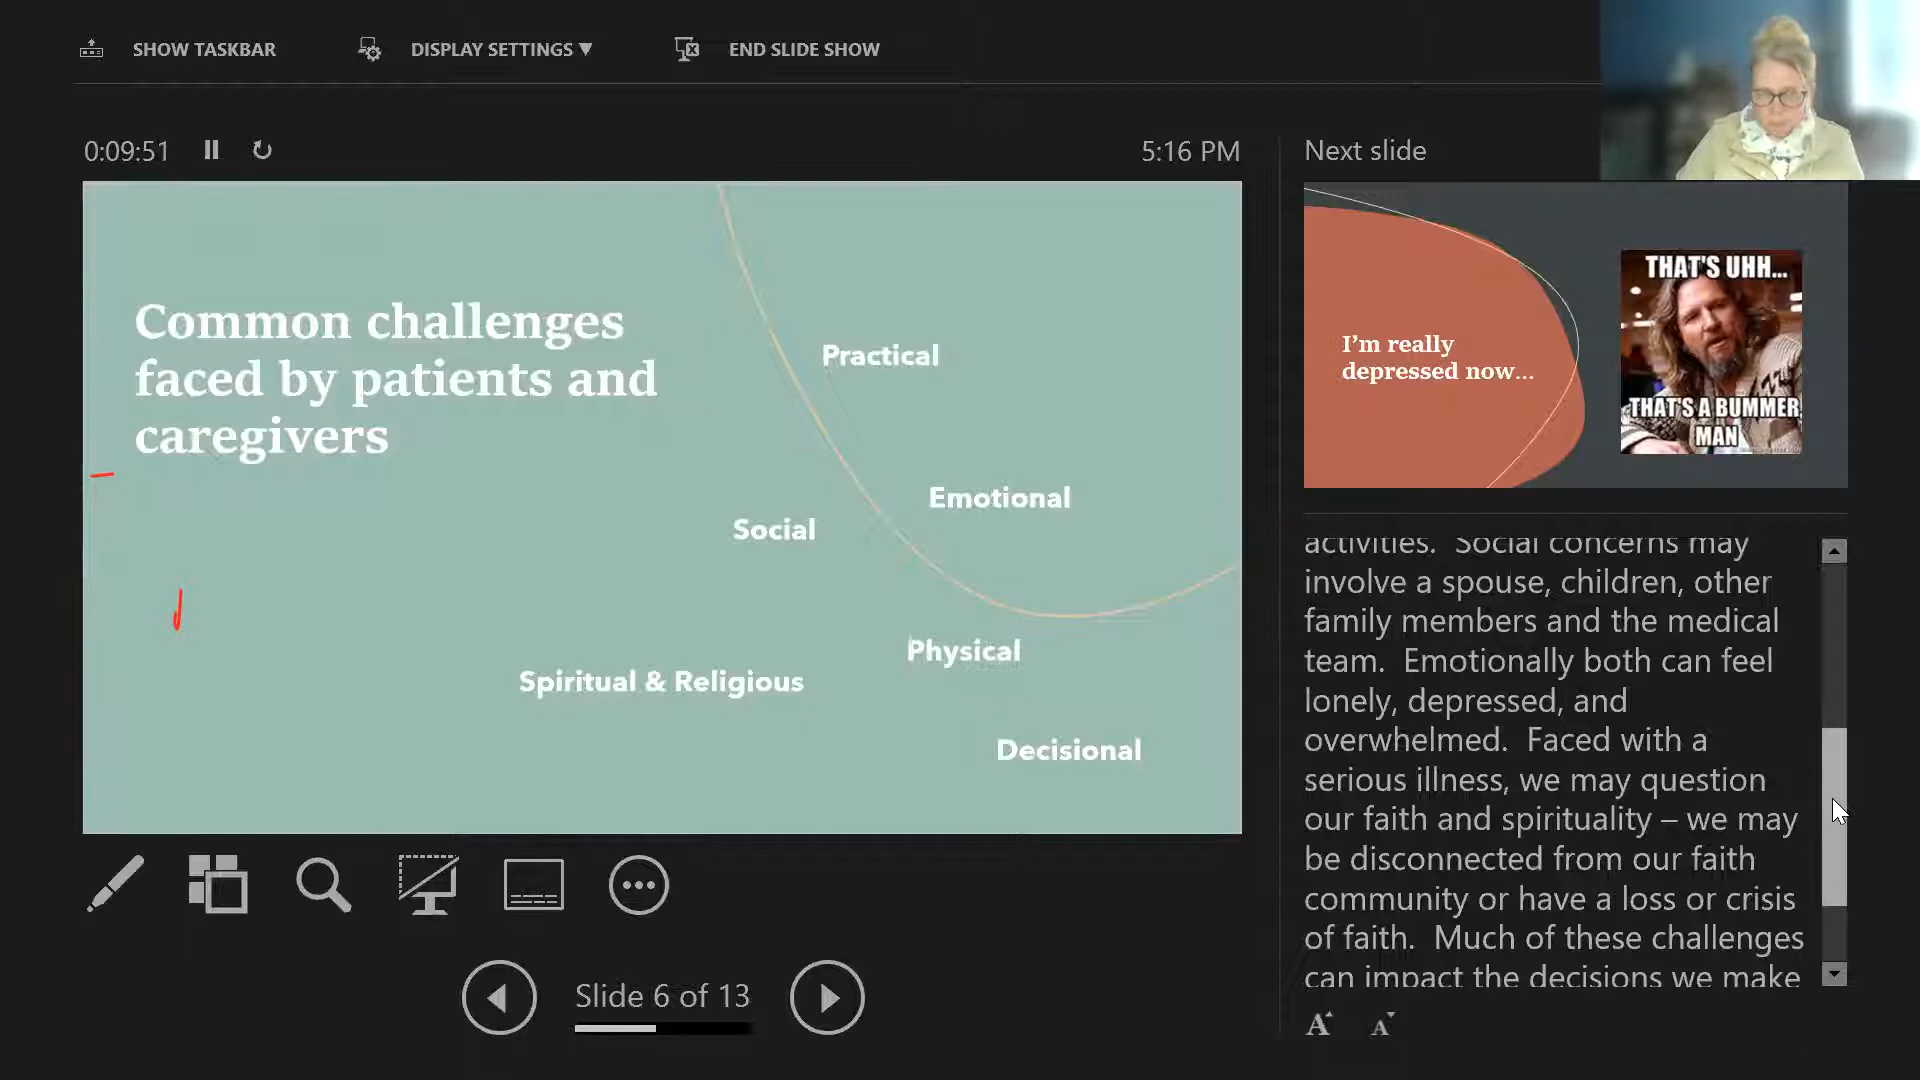 SHOW TASKBAR
DISPLAY SETTINGS ▼
END SLIDE SHOW
0:09:51
5:16 PM
Next slide
Common challenges
faced by patients and
caregivers
Practical
Emotional
Social
Physical
Spiritual & Religious
Decisional
I'm really
depressed now...
THAT'S UHH...
THAT'S A BUMMER
MAN
activities. Social concerns may
involve a spouse, children, other
family members and the medical
team. Emotionally both can feel
lonely, depressed, and
overwhelmed. Faced with a
serious illness, we may question
our faith and spirituality – we may
be disconnected from our faith
community or have a loss or crisis
of faith. Much of these challenges
can impact the decisions we make
Slide 6 of 13
A A